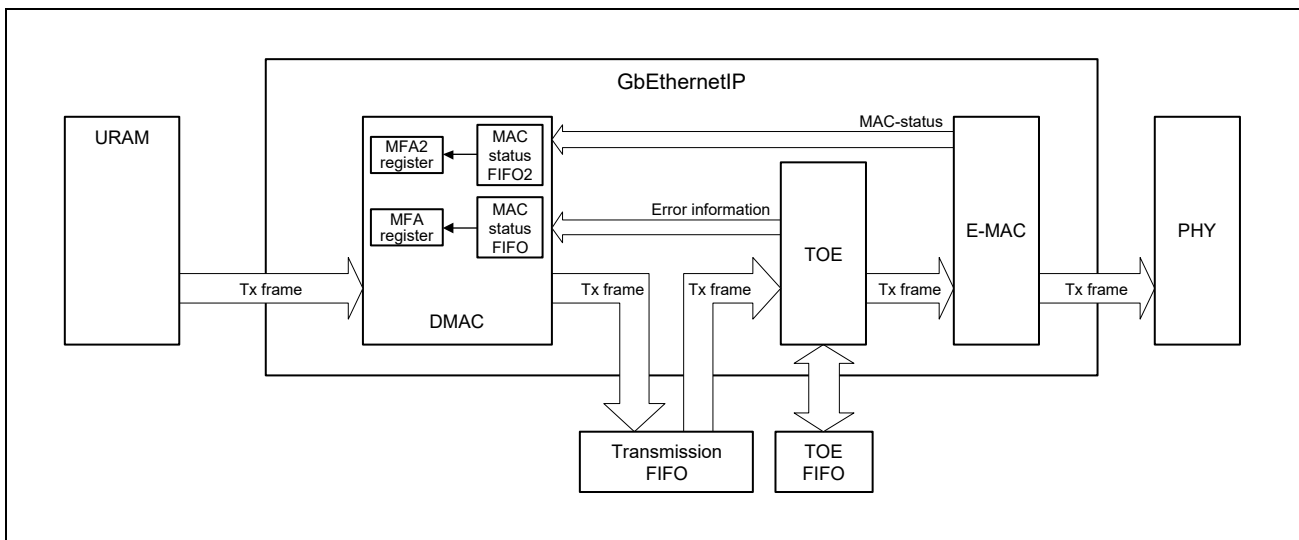 GbEthernetIP
URAM
MFA2
register
MAC
status
FIFO2
MAC-status
MFA
register
MAC
status
FIFO
Error information
TOE
E-MAC
PHY
Tx frame
DMAC
Tx frame
Tx frame
Tx frame
Tx frame
Transmission
FIFO
TOE
FIFO